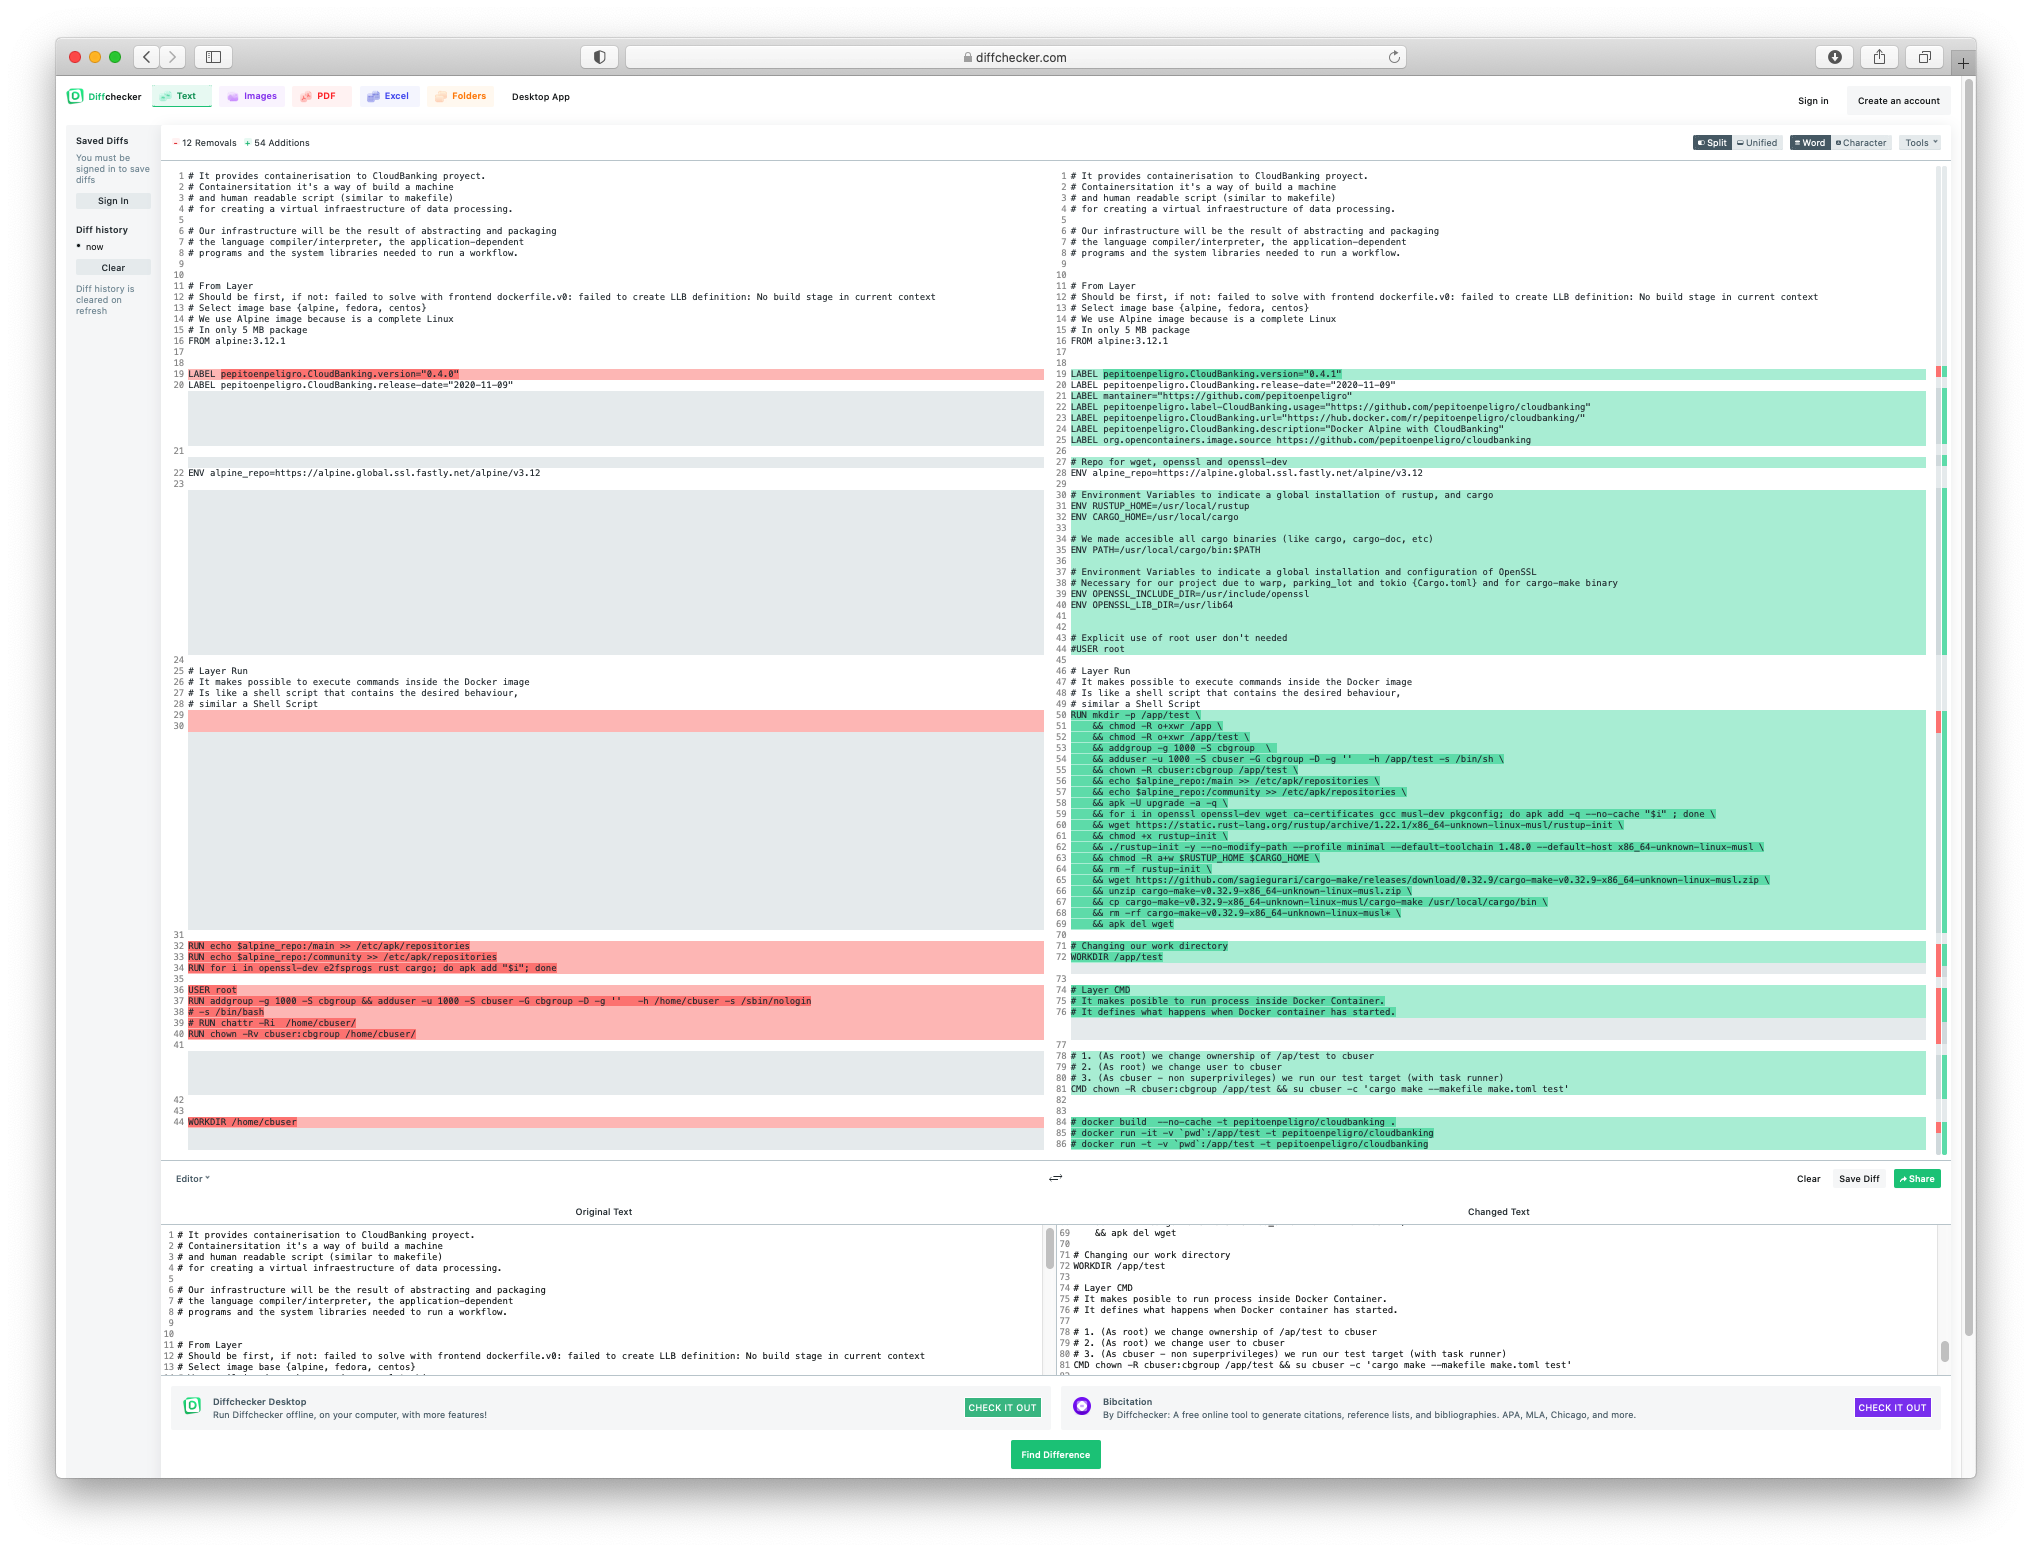 diffchecker.com
Diffchecker Text Images PDF Excel Folders Desktop App Sign in Create an account
Saved Diffs
You must be
signed in to save
diffs
Sign In
Diff history
• now
Clear
Diff history is
cleared on
refresh
- 12 Removals + 54 Additions Split Unified Word Character Tools
1 # It provides containerisation to CloudBanking proyect.
2 # Containersitation it's a way of build a machine
3 # and human readable script (similar to makefile)
4 # for creating a virtual infraestructure of data processing.
5
6 # Our infrastructure will be the result of abstracting and packaging
7 # the language compiler/interpreter, the application-dependent
8 # programs and the system libraries needed to run a workflow.
9
10
11 # From Layer
12 # Should be first, if not: failed to solve with frontend dockerfile.v0: failed to create LLB definition: No build stage in current context
13 # Select image base {alpine, fedora, centos}
14 # We use Alpine image because is a complete Linux
15 # In only 5 MB package
16 FROM alpine:3.12.1
17
18
19 LABEL pepitoenpeligro.CloudBanking.version="0.4.0"
20 LABEL pepitoenpeligro.CloudBanking.release-date="2020-11-09"
21
22 ENV alpine_repo=https://alpine.global.ssl.fastly.net/alpine/v3.12
23
24
25 # Layer Run
26 # It makes possible to execute commands inside the Docker image
27 # Is like a shell script that contains the desired behaviour,
28 # similar a Shell Script
29
30
31
32 RUN echo $alpine_repo:/main >> /etc/apk/repositories
33 RUN echo $alpine_repo:/community >> /etc/apk/repositories
34 RUN for i in openssl-dev e2fsprogs rust cargo; do apk add "$i"; done
35
36 USER root
37 RUN addgroup -g 1000 -S cbgroup && adduser -u 1000 -S cbuser -G cbgroup -D -g ''   -h /home/cbuser -s /sbin/nologin
38 # -s /bin/bash
39 # RUN chattr -Ri  /home/cbuser/
40 RUN chown -Rv cbuser:cbgroup /home/cbuser/
41
42
43
44 WORKDIR /home/cbuser
1 # It provides containerisation to CloudBanking proyect.
2 # Containersitation it's a way of build a machine
3 # and human readable script (similar to makefile)
4 # for creating a virtual infraestructure of data processing.
5
6 # Our infrastructure will be the result of abstracting and packaging
7 # the language compiler/interpreter, the application-dependent
8 # programs and the system libraries needed to run a workflow.
9
10
11 # From Layer
12 # Should be first, if not: failed to solve with frontend dockerfile.v0: failed to create LLB definition: No build stage in current context
13 # Select image base {alpine, fedora, centos}
14 # We use Alpine image because is a complete Linux
15 # In only 5 MB package
16 FROM alpine:3.12.1
17
18
19 LABEL pepitoenpeligro.CloudBanking.version="0.4.1"
20 LABEL pepitoenpeligro.CloudBanking.release-date="2020-11-09"
21 LABEL mantainer="https://github.com/pepitoenpeligro"
22 LABEL pepitoenpeligro.label-CloudBanking.usage="https://github.com/pepitoenpeligro/cloudbanking"
23 LABEL pepitoenpeligro.CloudBanking.url="https://hub.docker.com/r/pepitoenpeligro/cloudbanking/"
24 LABEL pepitoenpeligro.CloudBanking.description="Docker Alpine with CloudBanking"
25 LABEL org.opencontainers.image.source https://github.com/pepitoenpeligro/cloudbanking
26
27 # Repo for wget, openssl and openssl-dev
28 ENV alpine_repo=https://alpine.global.ssl.fastly.net/alpine/v3.12
29
30 # Environment Variables to indicate a global installation of rustup, and cargo
31 ENV RUSTUP_HOME=/usr/local/rustup
32 ENV CARGO_HOME=/usr/local/cargo
33
34 # We made accesible all cargo binaries (like cargo, cargo-doc, etc)
35 ENV PATH=/usr/local/cargo/bin:$PATH
36
37 # Environment Variables to indicate a global installation and configuration of OpenSSL
38 # Necessary for our project due to warp, parking_lot and tokio {Cargo.toml} and for cargo-make binary
39 ENV OPENSSL_INCLUDE_DIR=/usr/include/openssl
40 ENV OPENSSL_LIB_DIR=/usr/lib64
41
42
43 # Explicit use of root user don't needed
44 #USER root
45
46 # Layer Run
47 # It makes possible to execute commands inside the Docker image
48 # Is like a shell script that contains the desired behaviour,
49 # similar a Shell Script
50 RUN mkdir -p /app/test \
51     && chmod -R o+xwr /app \
52     && chmod -R o+xwr /app/test \
53     && addgroup -g 1000 -S cbgroup  \
54     && adduser -u 1000 -S cbuser -G cbgroup -D -g ''   -h /app/test -s /bin/sh \
55     && chown -R cbuser:cbgroup /app/test \
56     && echo $alpine_repo:/main >> /etc/apk/repositories \
57     && echo $alpine_repo:/community >> /etc/apk/repositories \
58     && apk -U upgrade -a -q \
59     && for i in openssl openssl-dev wget ca-certificates gcc musl-dev pkgconfig; do apk add -q --no-cache "$i" ; done \
60     && wget https://static.rust-lang.org/rustup/archive/1.22.1/x86_64-unknown-linux-musl/rustup-init \
61     && chmod +x rustup-init \
62     && ./rustup-init -y --no-modify-path --profile minimal --default-toolchain 1.48.0 --default-host x86_64-unknown-linux-musl \
63     && chmod -R a+w $RUSTUP_HOME $CARGO_HOME \
64     && rm -f rustup-init \
65     && wget https://github.com/sagiegurari/cargo-make/releases/download/0.32.9/cargo-make-v0.32.9-x86_64-unknown-linux-musl.zip \
66     && unzip cargo-make-v0.32.9-x86_64-unknown-linux-musl.zip \
67     && cp cargo-make-v0.32.9-x86_64-unknown-linux-musl/cargo-make /usr/local/cargo/bin \
68     && rm -rf cargo-make-v0.32.9-x86_64-unknown-linux-musl* \
69     && apk del wget
70
71 # Changing our work directory
72 WORKDIR /app/test
73
74 # Layer CMD
75 # It makes posible to run process inside Docker Container.
76 # It defines what happens when Docker container has started.
77
78 # 1. (As root) we change ownership of /ap/test to cbuser
79 # 2. (As root) we change user to cbuser
80 # 3. (As cbuser - non superprivileges) we run our test target (with task runner)
81 CMD chown -R cbuser:cbgroup /app/test && su cbuser -c 'cargo make --makefile make.toml test'
82
83
84 # docker build  --no-cache -t pepitoenpeligro/cloudbanking .
85 # docker run -it -v `pwd`:/app/test -t pepitoenpeligro/cloudbanking
86 # docker run -t -v `pwd`:/app/test -t pepitoenpeligro/cloudbanking
Editor Clear Save Diff Share
Original Text
1 # It provides containerisation to CloudBanking proyect.
2 # Containersitation it's a way of build a machine
3 # and human readable script (similar to makefile)
4 # for creating a virtual infraestructure of data processing.
5
6 # Our infrastructure will be the result of abstracting and packaging
7 # the language compiler/interpreter, the application-dependent
8 # programs and the system libraries needed to run a workflow.
9
10
11 # From Layer
12 # Should be first, if not: failed to solve with frontend dockerfile.v0: failed to create LLB definition: No build stage in current context
13 # Select image base {alpine, fedora, centos}
Changed Text
69     && apk del wget
70
71 # Changing our work directory
72 WORKDIR /app/test
73
74 # Layer CMD
75 # It makes posible to run process inside Docker Container.
76 # It defines what happens when Docker container has started.
77
78 # 1. (As root) we change ownership of /ap/test to cbuser
79 # 2. (As root) we change user to cbuser
80 # 3. (As cbuser - non superprivileges) we run our test target (with task runner)
81 CMD chown -R cbuser:cbgroup /app/test && su cbuser -c 'cargo make --makefile make.toml test'
Diffchecker Desktop
Run Diffchecker offline, on your computer, with more features!
CHECK IT OUT
Bibcitation
By Diffchecker: A free online tool to generate citations, reference lists, and bibliographies. APA, MLA, Chicago, and more.
CHECK IT OUT
Find Difference